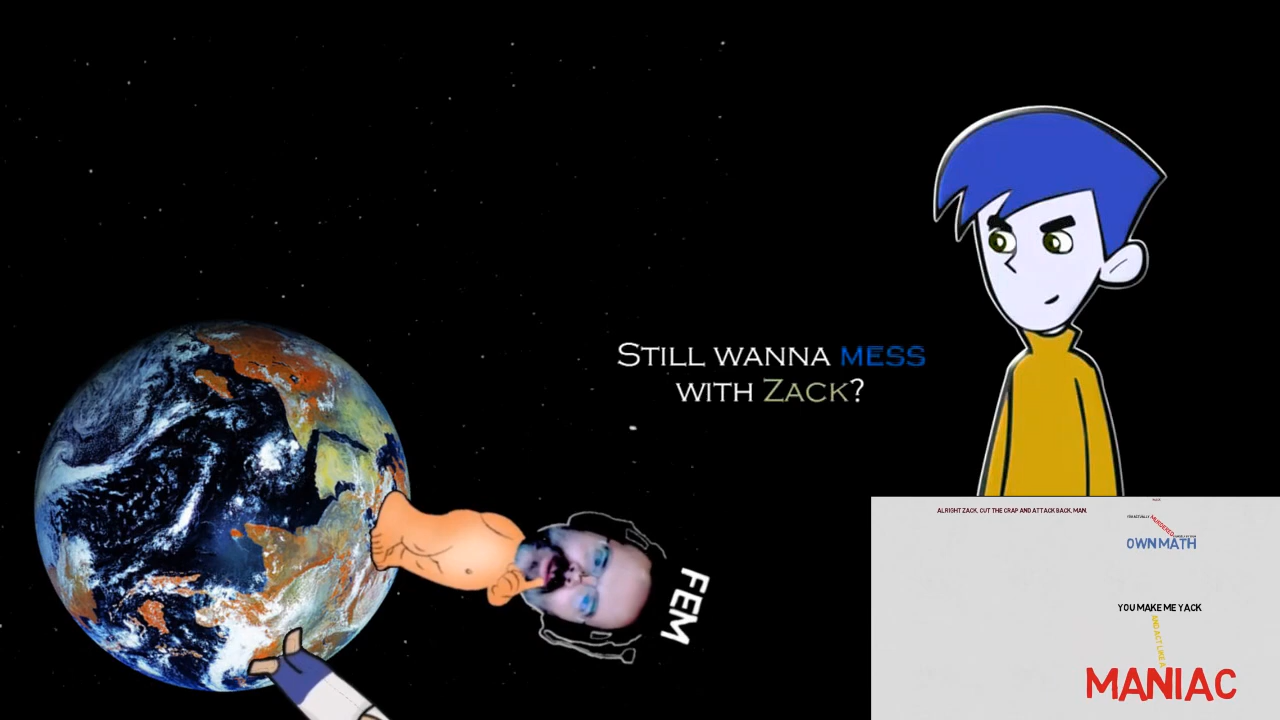 STILL WANNA MESS
WITH ZACK?
FEM
ALRIGHT ZACK, CUT THE CRAP AND ATTACK BACK, MAN.
MURDERED
OWN MATH
YOU MAKE ME YACK
AND ACT LIKE A
MANIAC